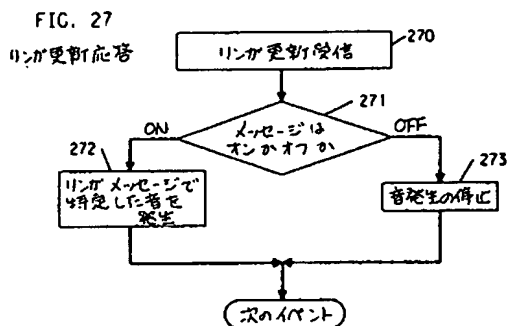 FIG. 27
リンガ更新応答
リンガ更新受信
270
271
メッセージは
オンかオフか
ON
OFF
272
リンガメッセージで
特定した音を
発生
273
音発生の停止
次のイベント